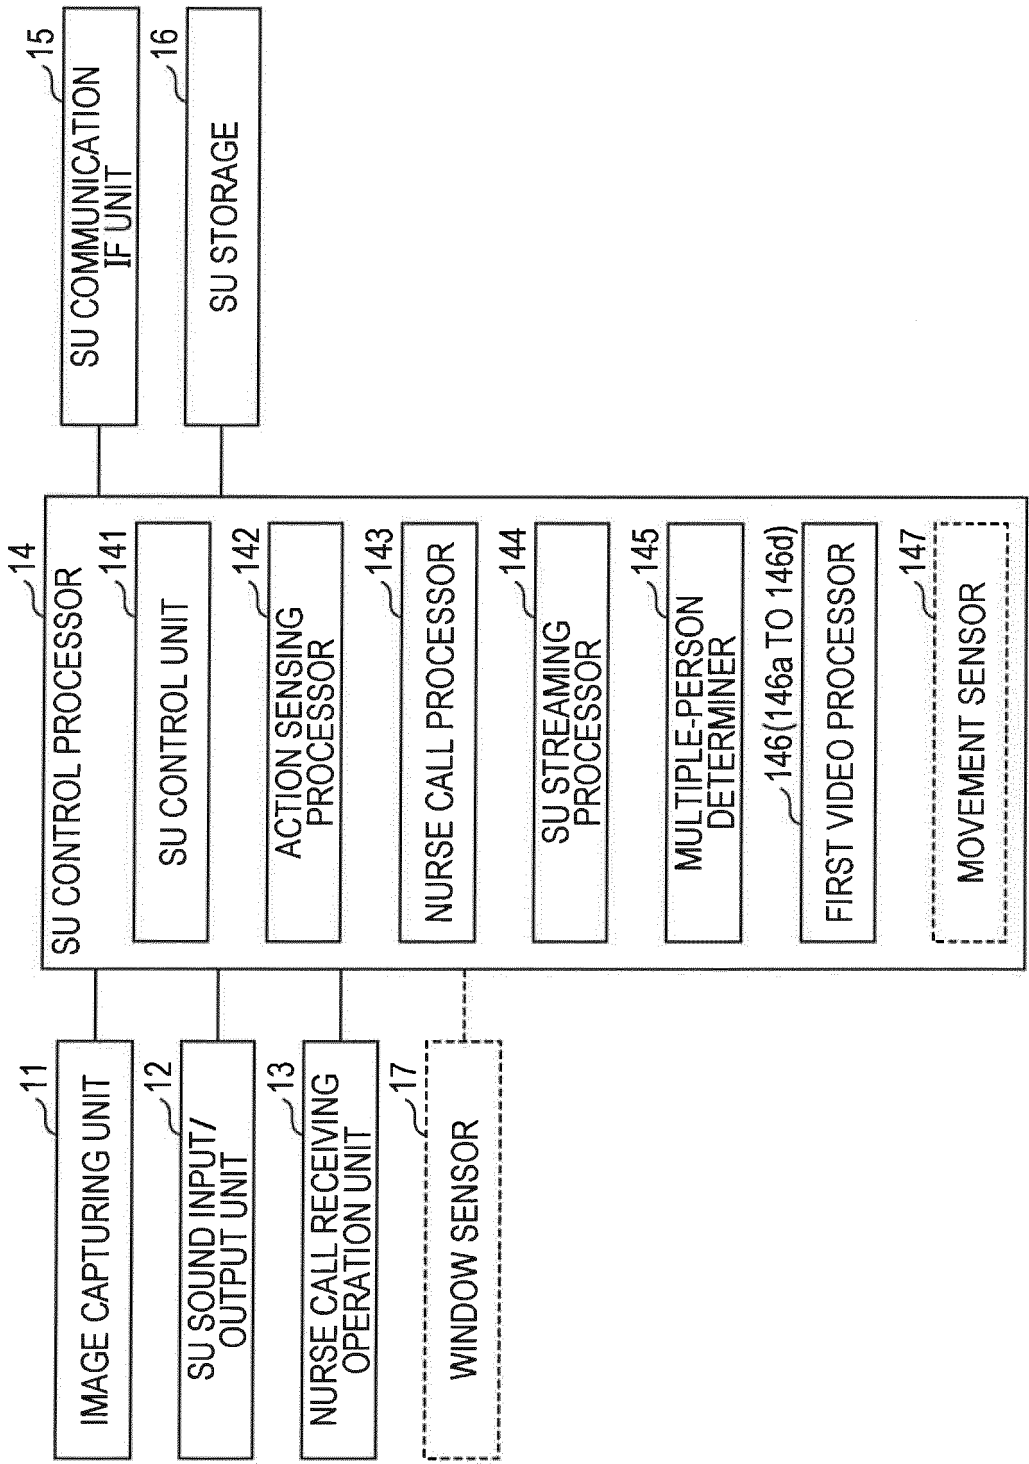 11
IMAGE CAPTURING UNIT
12
SU SOUND INPUT/
OUTPUT UNIT
13
NURSE CALL RECEIVING
OPERATION UNIT
17
WINDOW SENSOR
14
SU CONTROL PROCESSOR
141
SU CONTROL UNIT
142
ACTION SENSING
PROCESSOR
143
NURSE CALL PROCESSOR
144
SU STREAMING
PROCESSOR
145
MULTIPLE-PERSON
DETERMINER
146(146a TO 146d)
FIRST VIDEO PROCESSOR
147
MOVEMENT SENSOR
15
SU COMMUNICATION
IF UNIT
16
SU STORAGE